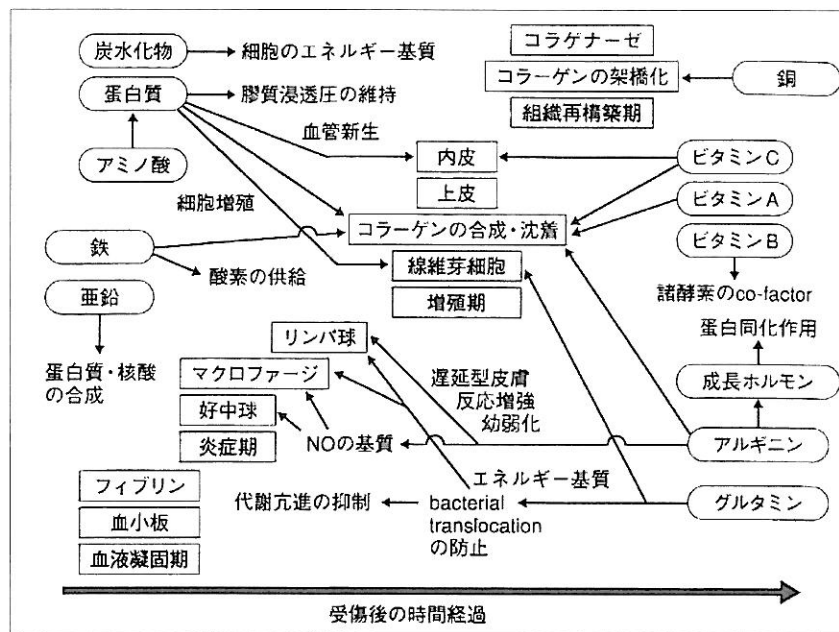 炭水化物
細胞のエネルギー基質
コラゲナーゼ
蛋白質
膠質浸透圧の維持
コラーゲンの架橋化
銅
組織再構築期
血管新生
アミノ酸
内皮
ビタミンC
上皮
細胞増殖
ビタミンA
コラーゲンの合成・沈着
鉄
ビタミンB
酸素の供給
線維芽細胞
亜鉛
増殖期
諸酵素のco-factor
蛋白同化作用
リンパ球
蛋白質・核酸
の合成
マクロファージ
遅延型皮膚
反応増強
幼弱化
成長ホルモン
好中球
炎症期
NOの基質
アルギニン
フィブリン
エネルギー基質
代謝亢進の抑制
bacterial
translocation
の防止
グルタミン
血小板
血液凝固期
受傷後の時間経過